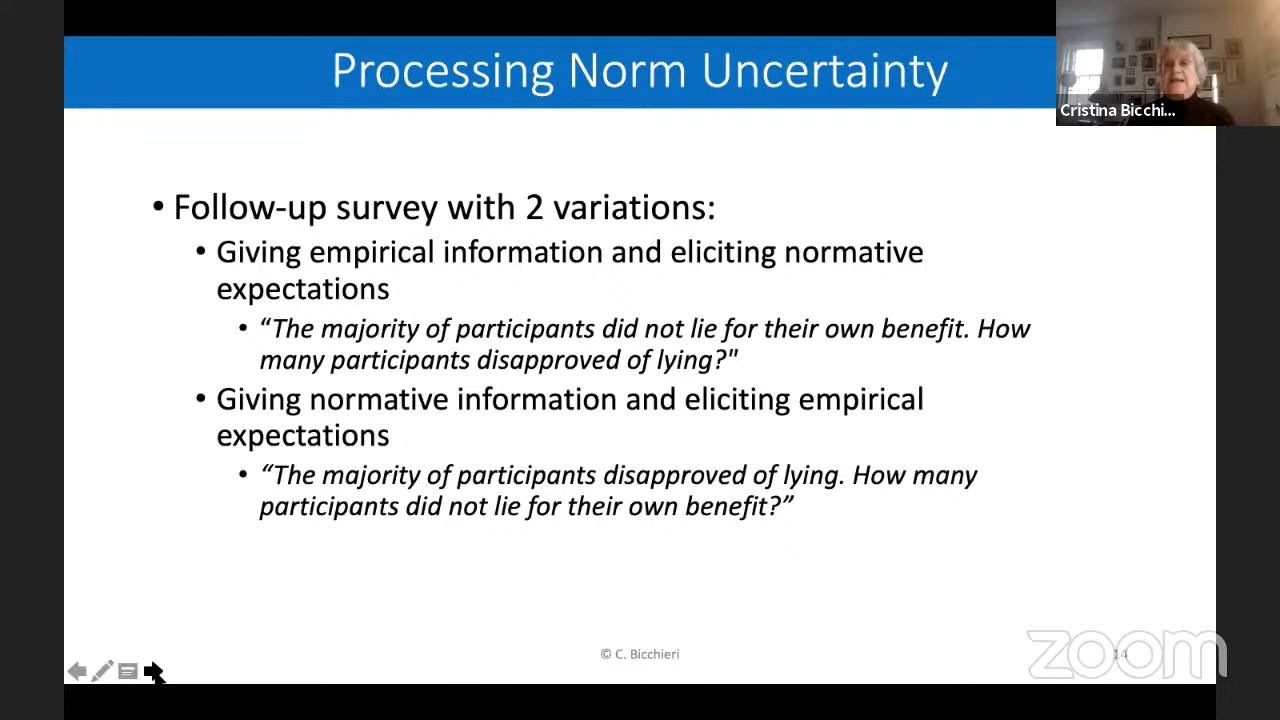 Processing Norm Uncertainty
Cristina Bicchi...
• Follow-up survey with 2 variations:
• Giving empirical information and eliciting normative
expectations
• “The majority of participants did not lie for their own benefit. How
many participants disapproved of lying?"
• Giving normative information and eliciting empirical
expectations
• “The majority of participants disapproved of lying. How many
participants did not lie for their own benefit?”
© C. Bicchieri
14
zoom